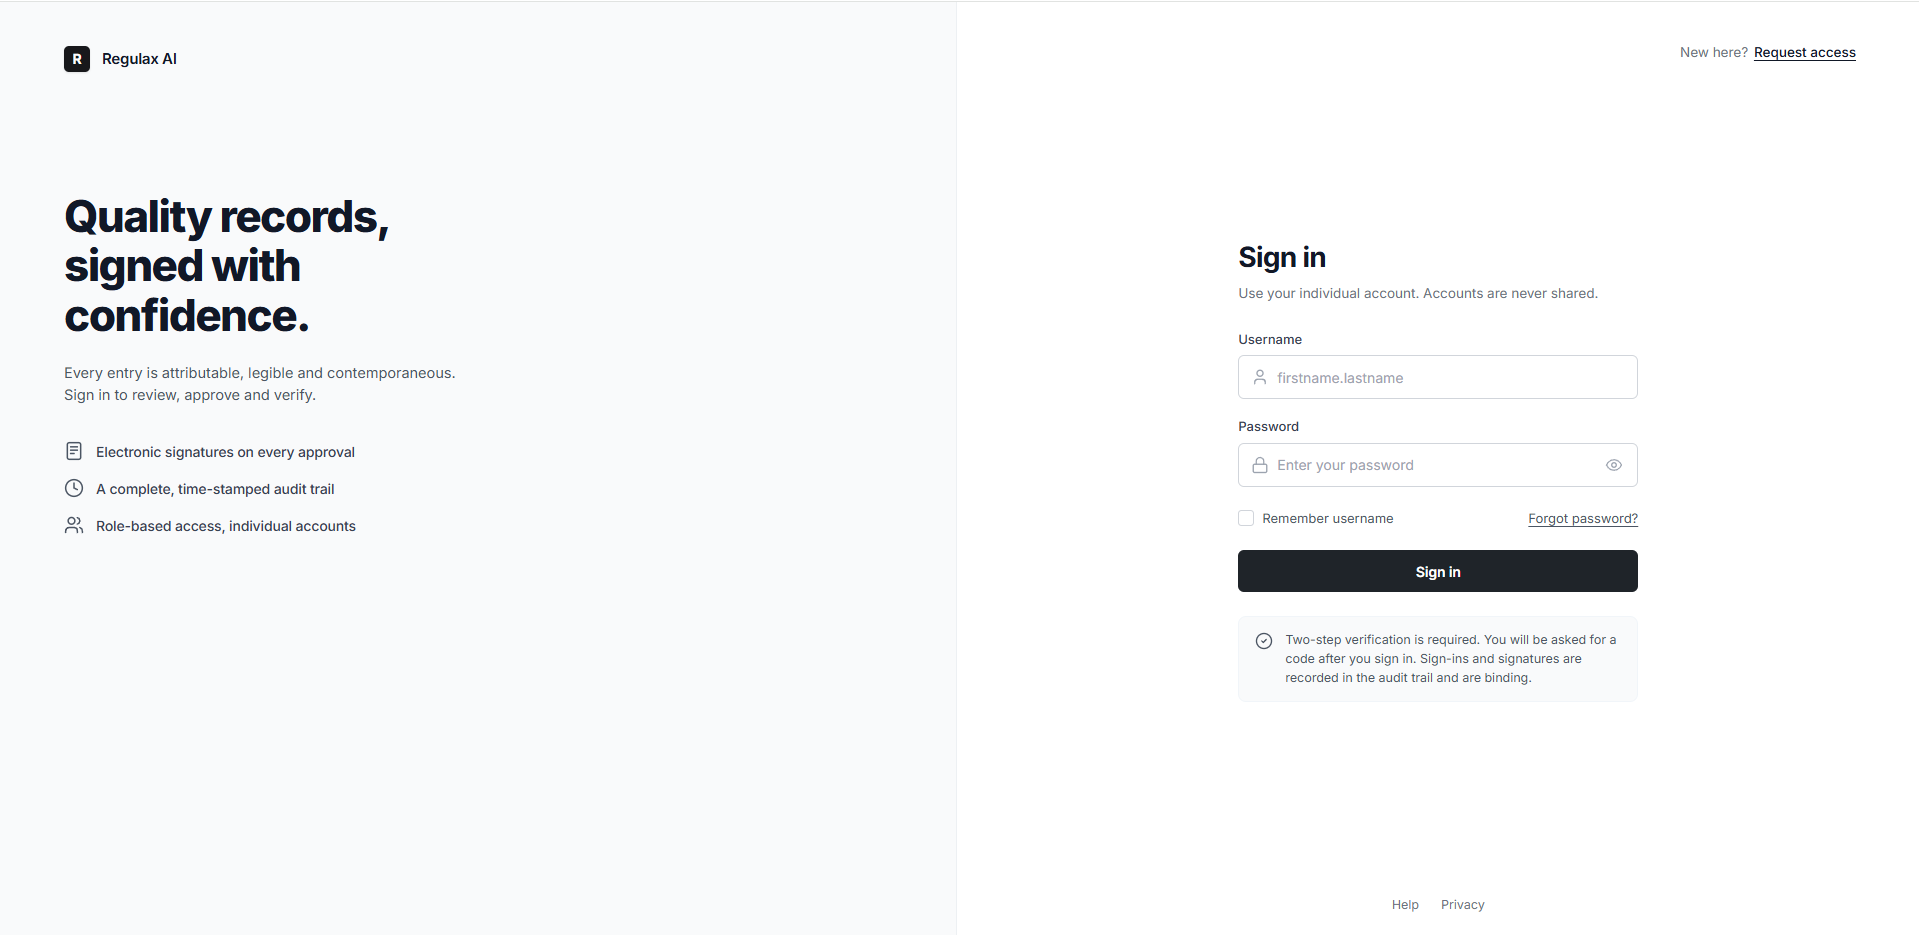 R
Regulax AI
New here? Request access
Quality records,
signed with
confidence.
Every entry is attributable, legible and contemporaneous.
Sign in to review, approve and verify.
Electronic signatures on every approval
A complete, time-stamped audit trail
Role-based access, individual accounts
Sign in
Use your individual account. Accounts are never shared.
Username
firstname.lastname
Password
Enter your password
Remember username
Forgot password?
Sign in
Two-step verification is required. You will be asked for a
code after you sign in. Sign-ins and signatures are
recorded in the audit trail and are binding.
Help
Privacy